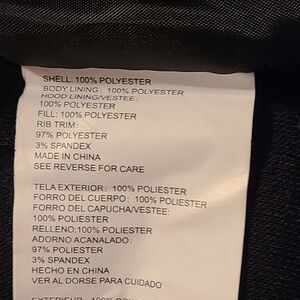 SHELL: 100% POLYESTER
BODY LINING: 100% POLYESTER
HOOD LINING/VESTEE:
100% POLYESTER
FILL: 100% POLYESTER
RIB TRIM:
97% POLYESTER
3% SPANDEX
MADE IN CHINA
SEE REVERSE FOR CARE
TELA EXTERIOR: 100% POLIESTER
FORRO DEL CUERPO: 100% POLIESTER
FORRO DEL CAPUCHA/VESTEE:
100% POLIESTER
RELLENO:100% POLIESTER
ADORNO ACANALADO:
97% POLIESTER
3% SPANDEX
HECHO EN CHINA
VER AL DORSE PARA CUIDADO